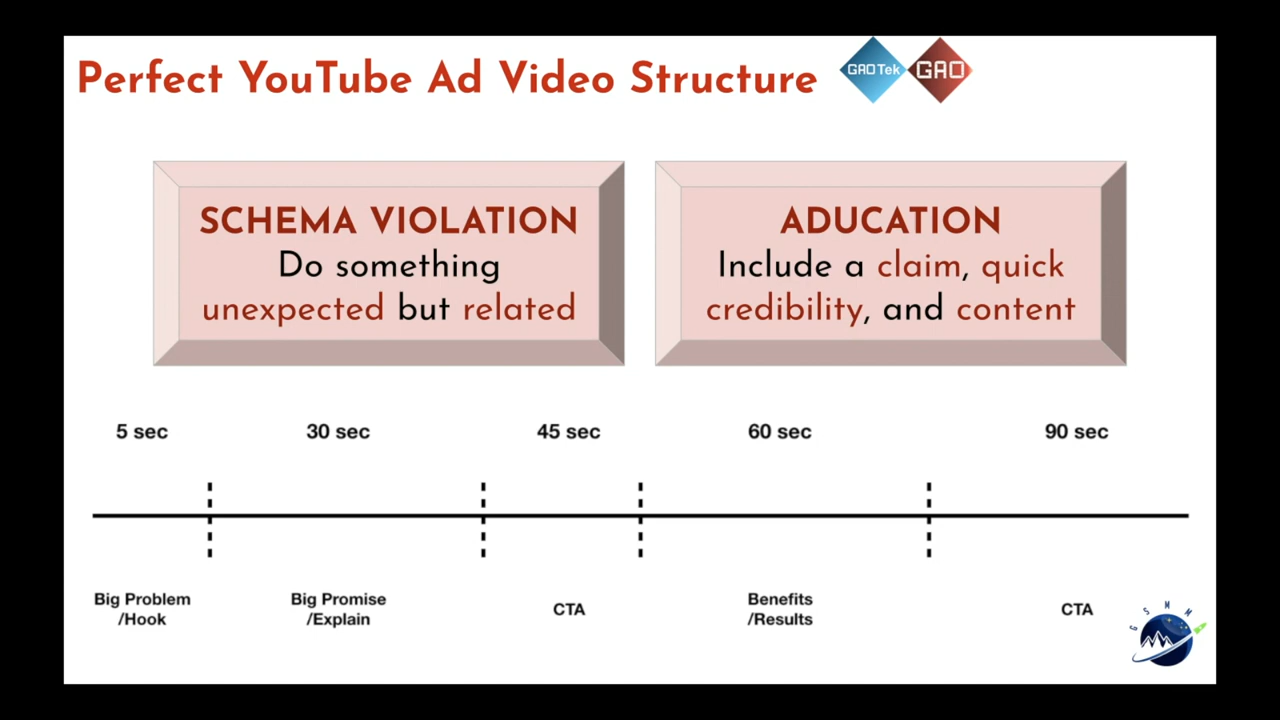 Perfect YouTube Ad Video Structure
GAOTek GAO
SCHEMA VIOLATION
Do something
unexpected but related
ADUCATION
Include a claim, quick
credibility, and content
5 sec
30 sec
45 sec
60 sec
90 sec
Big Problem
/Hook
Big Promise
/Explain
CTA
Benefits
/Results
CTA
G S M M